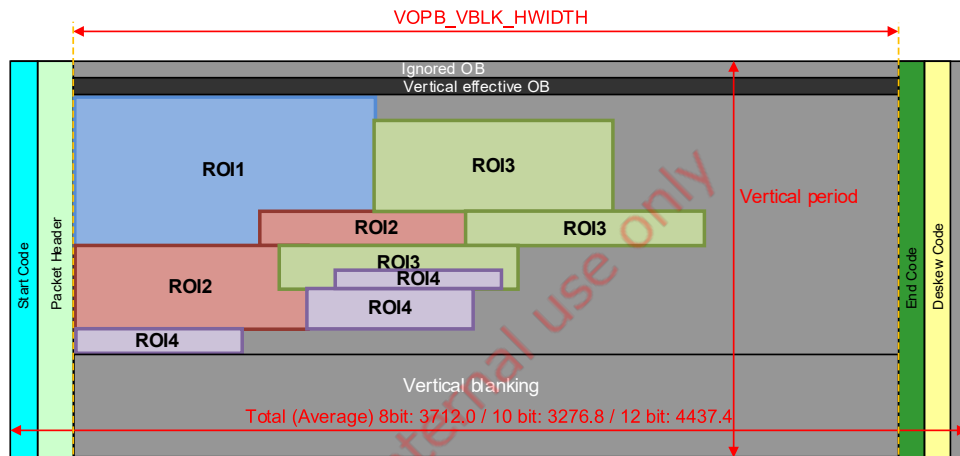 VOPB_VBLK_HWIDTH
Ignored OB
Vertical effective OB
ROI1
ROI3
Vertical period
ROI2
ROI3
ROI3
ROI4
ROI2
ROI4
ROI4
Start Code
Packet Header
End Code
Deskew Code
Vertical blanking
Total (Average) 8bit: 3712.0 / 10 bit: 3276.8 / 12 bit: 4437.4
ternal use only